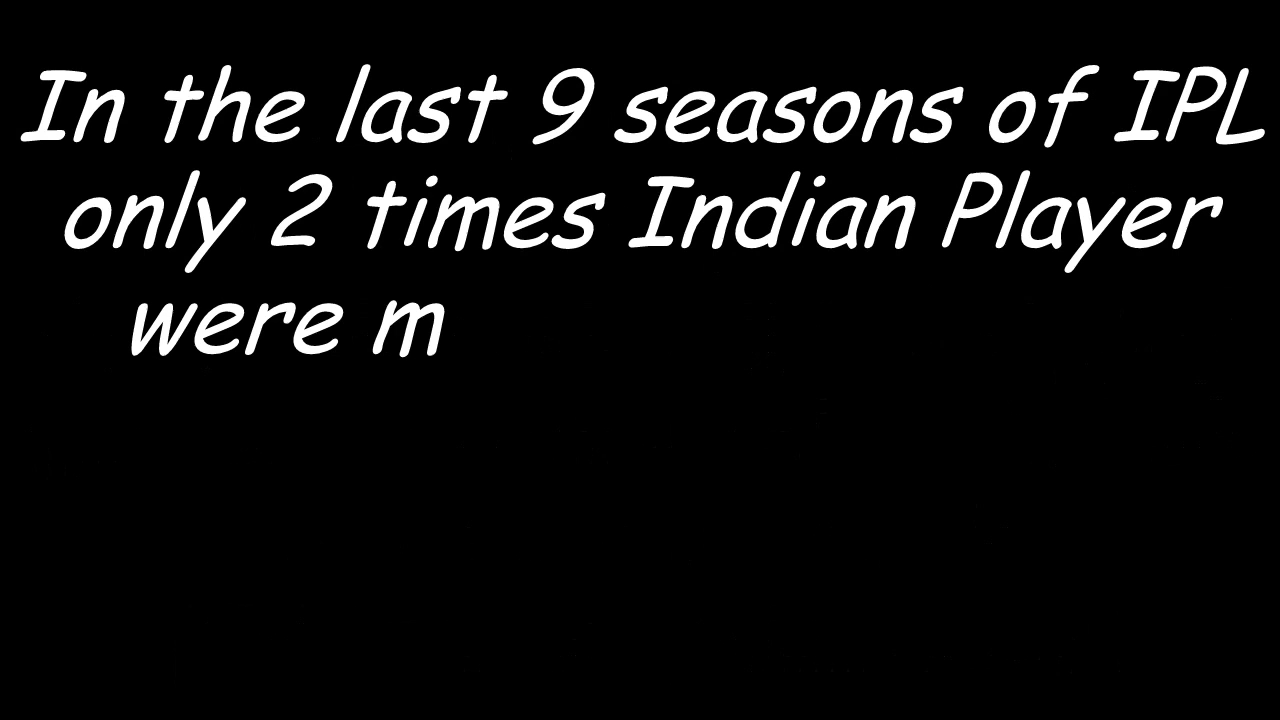 In the last 9 seasons of IPL
only 2 times Indian Player
were m